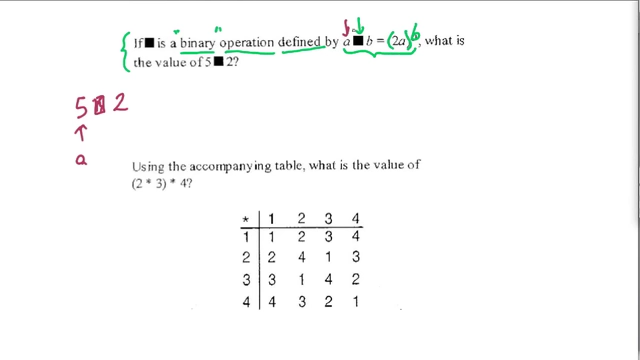 If ■ is a binary operation defined by a ■ b = (2a)ᵇ, what is
the value of 5 ■ 2?
5 ■ 2
↑
a
Using the accompanying table, what is the value of
(2 * 3) * 4?
* 1 2 3 4
1 1 2 3 4
2 2 4 1 3
3 3 1 4 2
4 4 3 2 1